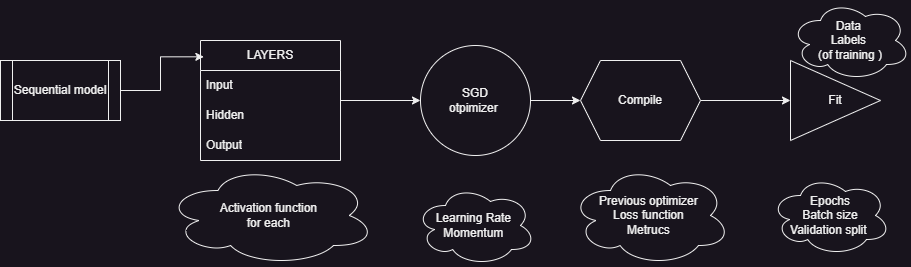 Sequential model
LAYERS
Input
Hidden
Output
SGD
otpimizer
Compile
Data
Labels
(of training )
Fit
Activation function
for each
Learning Rate
Momentum
Previous optimizer
Loss function
Metrucs
Epochs
Batch size
Validation split